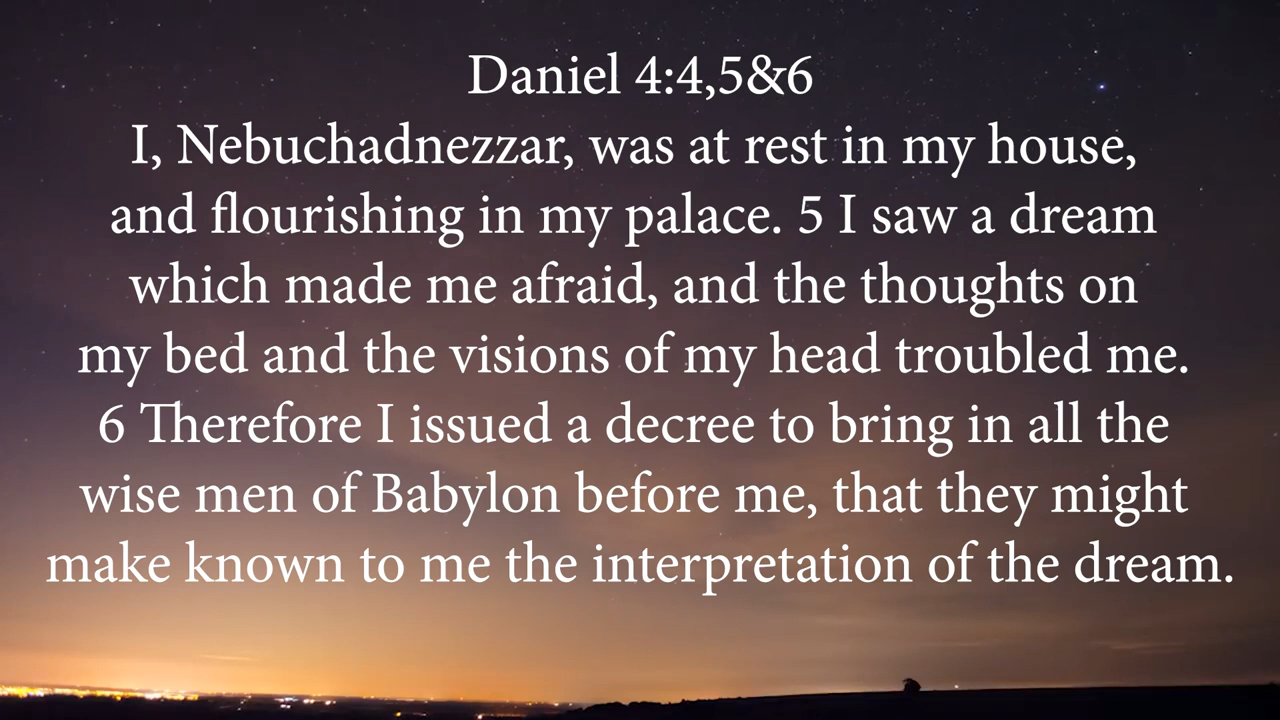 Daniel 4:4,5&6
I, Nebuchadnezzar, was at rest in my house,
and flourishing in my palace. 5 I saw a dream
which made me afraid, and the thoughts on
my bed and the visions of my head troubled me.
6 Therefore I issued a decree to bring in all the
wise men of Babylon before me, that they might
make known to me the interpretation of the dream.